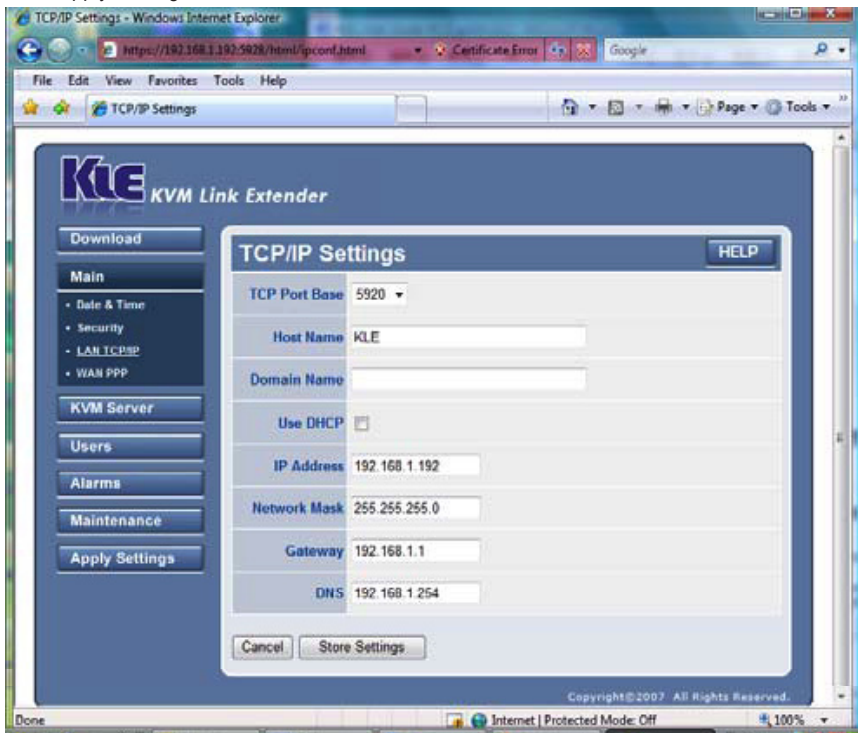 TCP/IP Settings - Windows Internet Explorer
https://192.168.1.192:5928/html/ipconf.html Certificate Error Google
File Edit View Favorites Tools Help
TCP/IP Settings Page Tools
KLE KVM Link Extender
Download
Main
Date & Time
Security
LAN TCP/IP
WAN PPP
KVM Server
Users
Alarms
Maintenance
Apply Settings
TCP/IP Settings HELP
TCP Port Base 5920
Host Name KLE
Domain Name
Use DHCP
IP Address 192.168.1.192
Network Mask 255.255.255.0
Gateway 192.168.1.1
DNS 192.168.1.254
Cancel Store Settings
Copyright©2007 All Rights Reserved.
Done Internet | Protected Mode: Off 100%